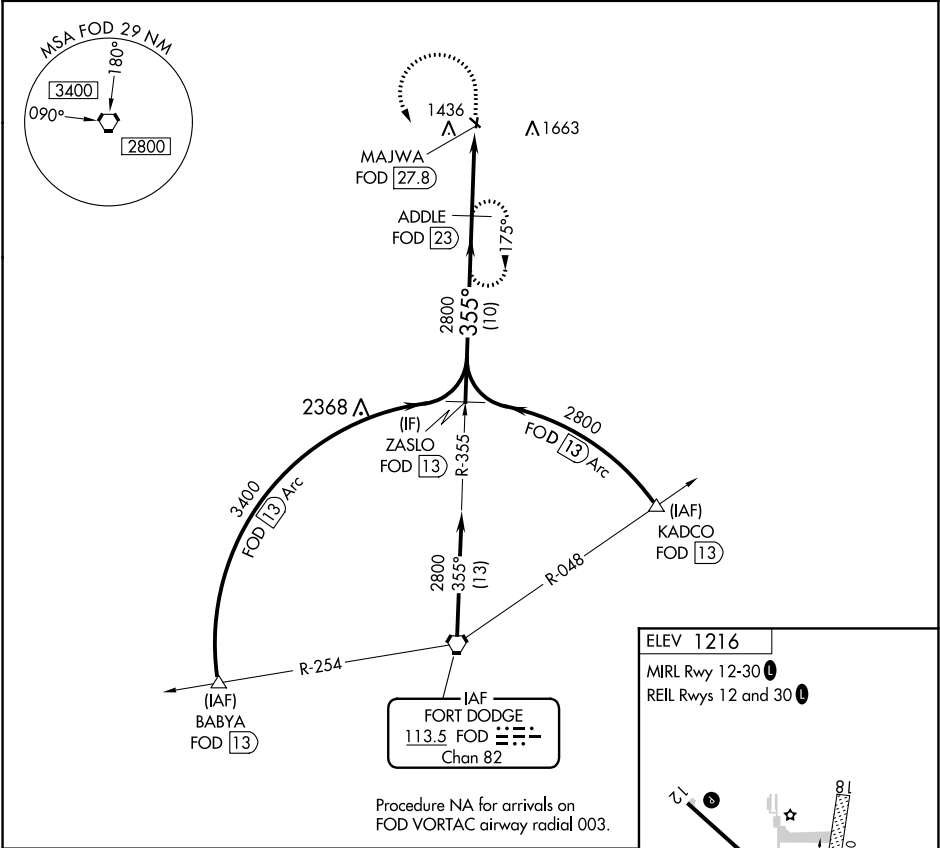 MSA FOD 29 NM
180°
3400
090°
2800
1436
1663
MAJWA
FOD 27.8
ADDLE
FOD 23
175°
2800
355°
(10)
2368
(IF)
ZASLO
FOD 13
R-355
2800
FOD 13 Arc
3400
FOD 13 Arc
(IAF)
KADCO
FOD 13
2800
355°
(13)
R-048
R-254
(IAF)
BABYA
FOD 13
IAF
FORT DODGE
113.5 FOD
Chan 82
Procedure NA for arrivals on
FOD VORTAC airway radial 003.
ELEV 1216
MIRL Rwy 12-30 L
REIL Rwys 12 and 30 L
12
P
18